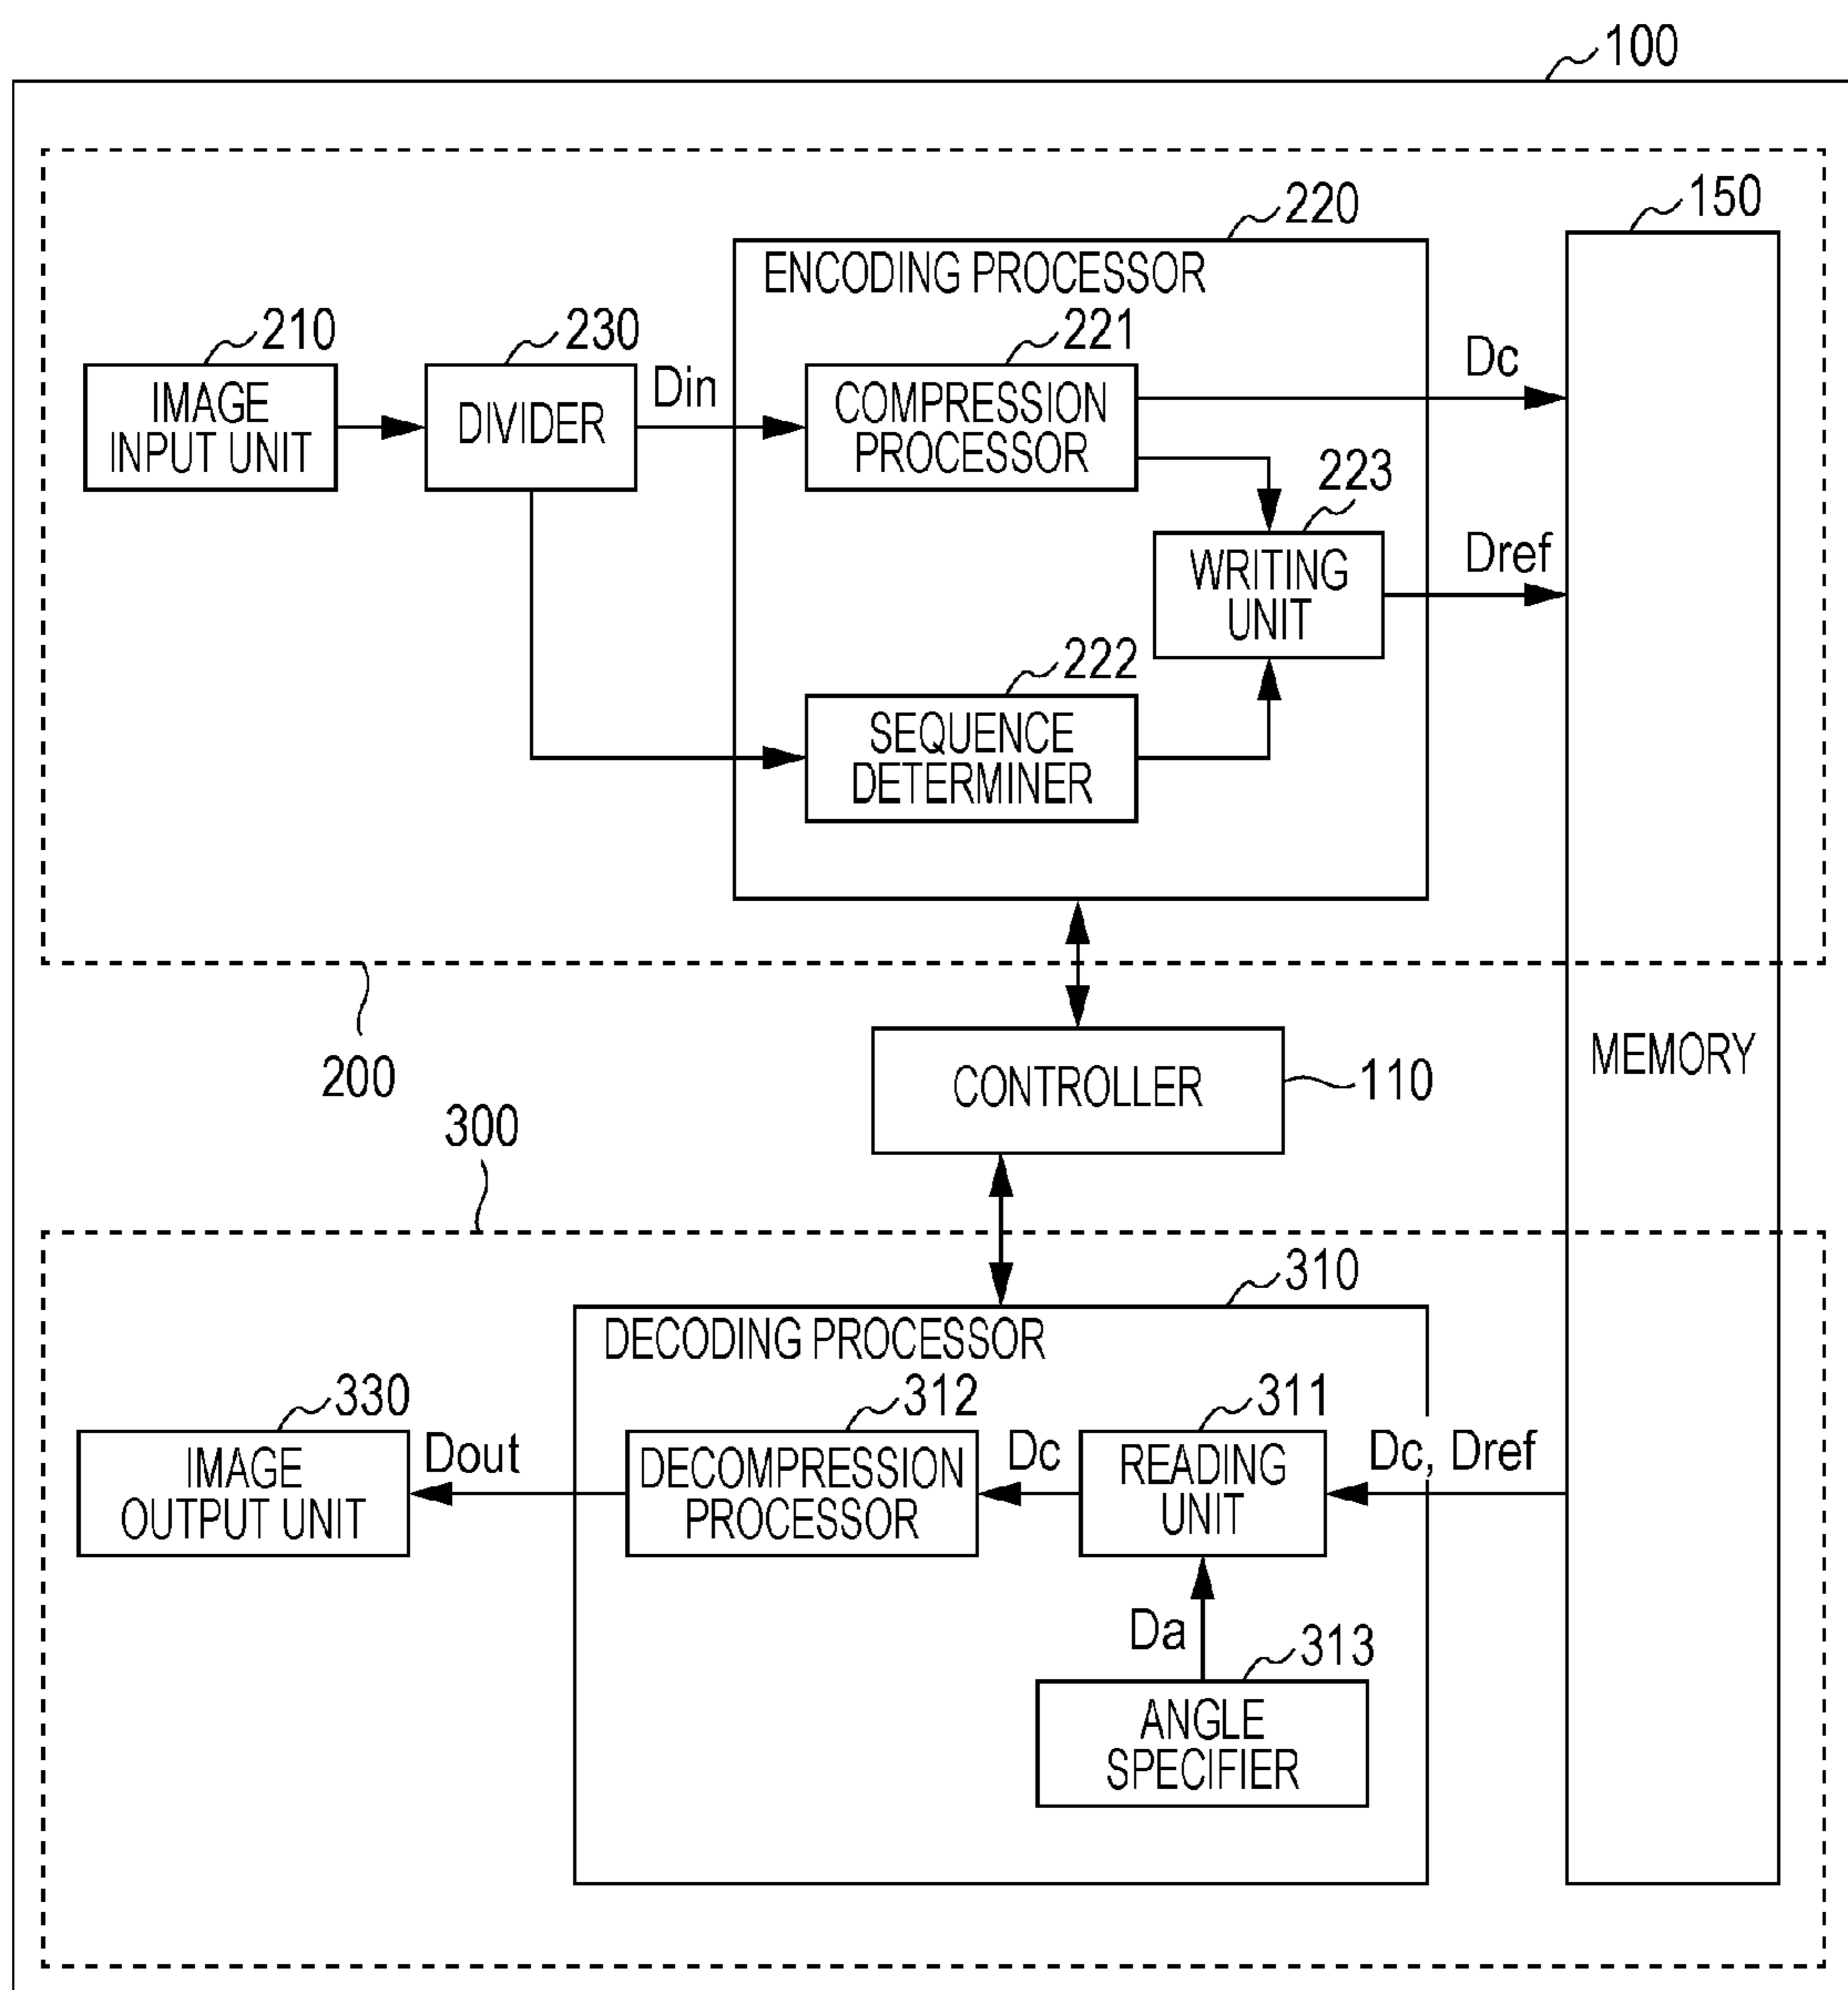 100
220
150
ENCODING PROCESSOR
210
230
221
Din
Dc
IMAGE
INPUT UNIT
DIVIDER
COMPRESSION
PROCESSOR
223
Dref
WRITING
UNIT
222
SEQUENCE
DETERMINER
200
CONTROLLER
110
MEMORY
300
310
DECODING PROCESSOR
330
312
311
Dout
Dc
Dc, Dref
IMAGE
OUTPUT UNIT
DECOMPRESSION
PROCESSOR
READING
UNIT
Da
313
ANGLE
SPECIFIER